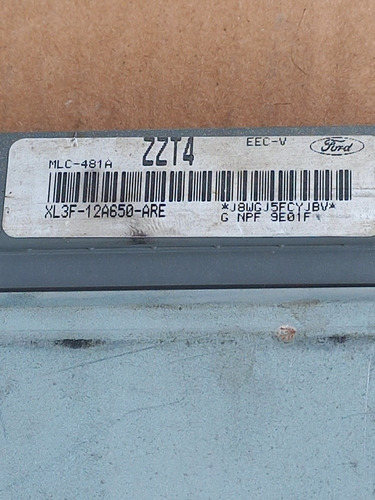 MLC-481A ZZT4 EEC-V Ford
XL3F-12A650-ARE *J8WGJ5FCYJBV*
G NPF 9E01F